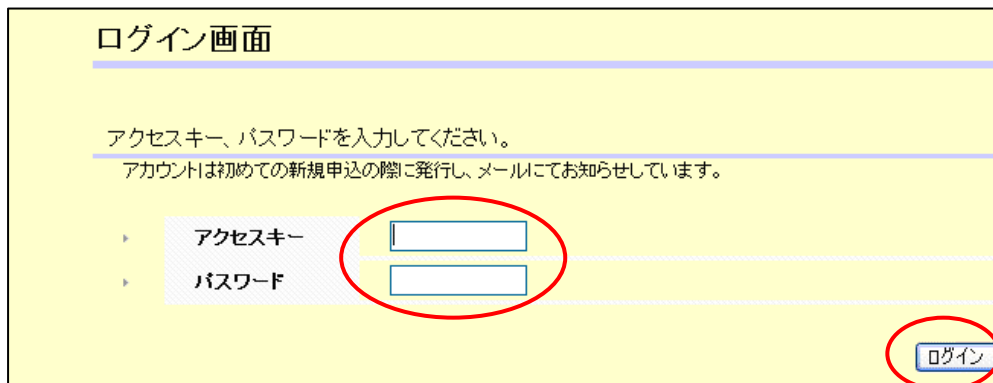 ログイン画面
アクセスキー、パスワードを入力してください。
アカウントは初めての新規申込の際に発行し、メールにてお知らせしています。
アクセスキー
パスワード
ログイン